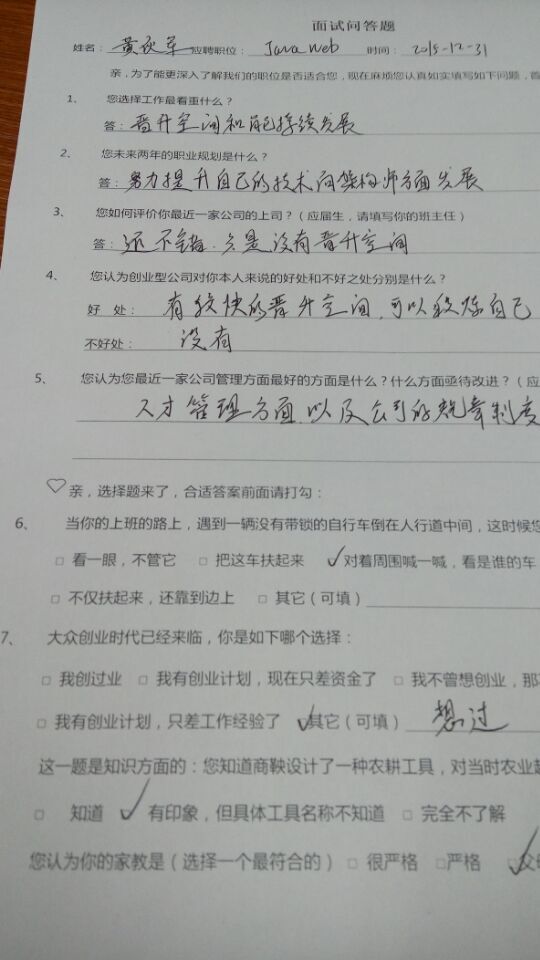 面试问答题
姓名：黄欧军 应聘职位：Java web 时间：2015-12-31
亲，为了能更深入了解我们的职位是否适合您，现在麻烦您认真如实填写如下问题，首
1、 您选择工作最看重什么？
答：晋升空间和能持续发展
2、 您未来两年的职业规划是什么？
答：努力提升自己的技术向架构师方面发展
3、 您如何评价你最近一家公司的上司？（应届生，请填写你的班主任）
答：还不错，只是没有晋升空间
4、 您认为创业型公司对你本人来说的好处和不好之处分别是什么？
好 处：有较快的晋升空间，可以锻炼自己
不好处：没有
5、 您认为您最近一家公司管理方面最好的方面是什么？什么方面亟待改进？（应
人才管理方面以及公司的规章制度
亲，选择题来了，合适答案前面请打勾：
6、 当你的上班的路上，遇到一辆没有带锁的自行车倒在人行道中间，这时候您
□ 看一眼，不管它 □ 把这车扶起来 ✓对着周围喊一喊，看是谁的车
□ 不仅扶起来，还靠到边上 □ 其它（可填）
7、 大众创业时代已经来临，你是如下哪个选择：
□ 我创过业 □ 我有创业计划，现在只差资金了 □ 我不曾想创业，那
□ 我有创业计划，只差工作经验了 ✓其它（可填）想过
这一题是知识方面的：您知道商鞅设计了一种农耕工具，对当时农业
□ 知道 ✓有印象，但具体工具名称不知道 □ 完全不了解
您认为你的家教是（选择一个最符合的）□ 很严格 □严格 ✓父